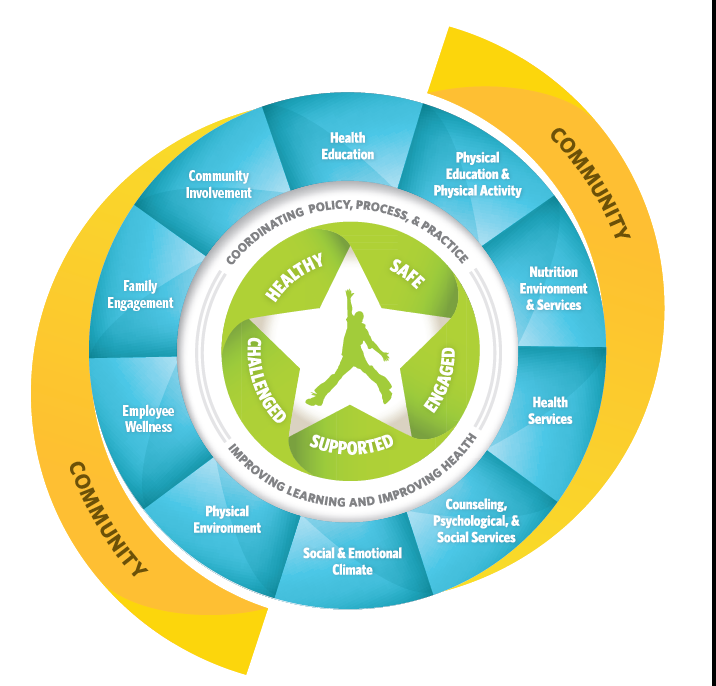 COMMUNITY
Health
Education
Physical
Education &
Physical Activity
Nutrition
Environment
& Services
Health
Services
Counseling,
Psychological, &
Social Services
Social & Emotional
Climate
Physical
Environment
Employee
Wellness
Family
Engagement
Community
Involvement
COORDINATING POLICY, PROCESS, & PRACTICE
IMPROVING LEARNING AND IMPROVING HEALTH
HEALTHY
SAFE
ENGAGED
SUPPORTED
CHALLENGED
COMMUNITY